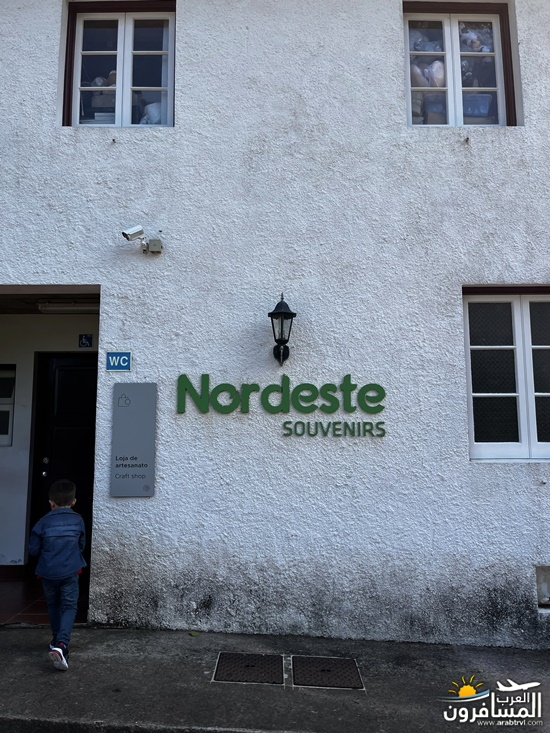 WC
Nordeste
SOUVENIRS
Loja de
artesanato
Craft shop
العرب
المسافرون
www.arabtrvl.com